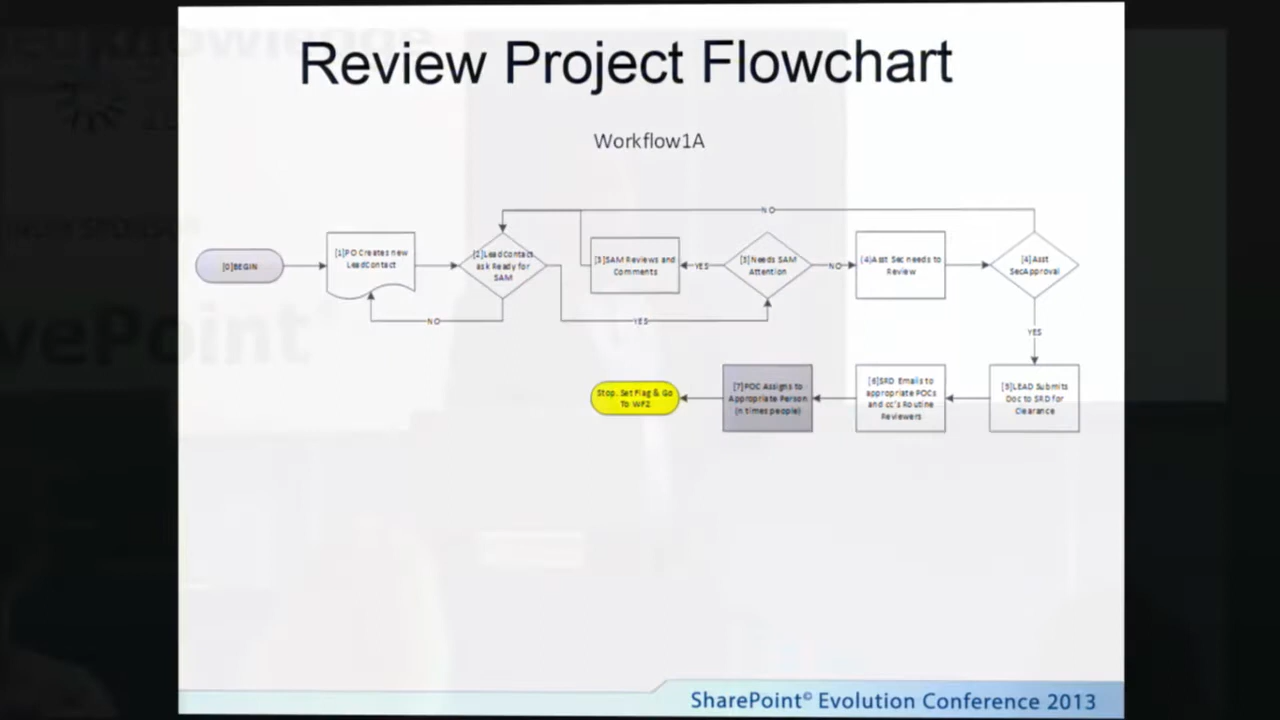 Review Project Flowchart
Workflow1A
NO
[0]BEGIN
[1]PO Creates new
LeadContact
[2]LeadContact
ask Ready for
SAM
[3]SAM Reviews and
Comments
YES
[3]Needs SAM
Attention
NO
(4)Asst Sec needs to
Review
[4]Asst
SecApproval
NO
YES
YES
Stop, Set Flag & Go
To WF2
[7]POC Assigns to
Appropriate Person
(n times people)
[6]SRD Emails to
appropriate POCs
and cc's Routine
Reviewers
[5]LEAD Submits
Doc to SRD for
Clearance
SharePoint® Evolution Conference 2013